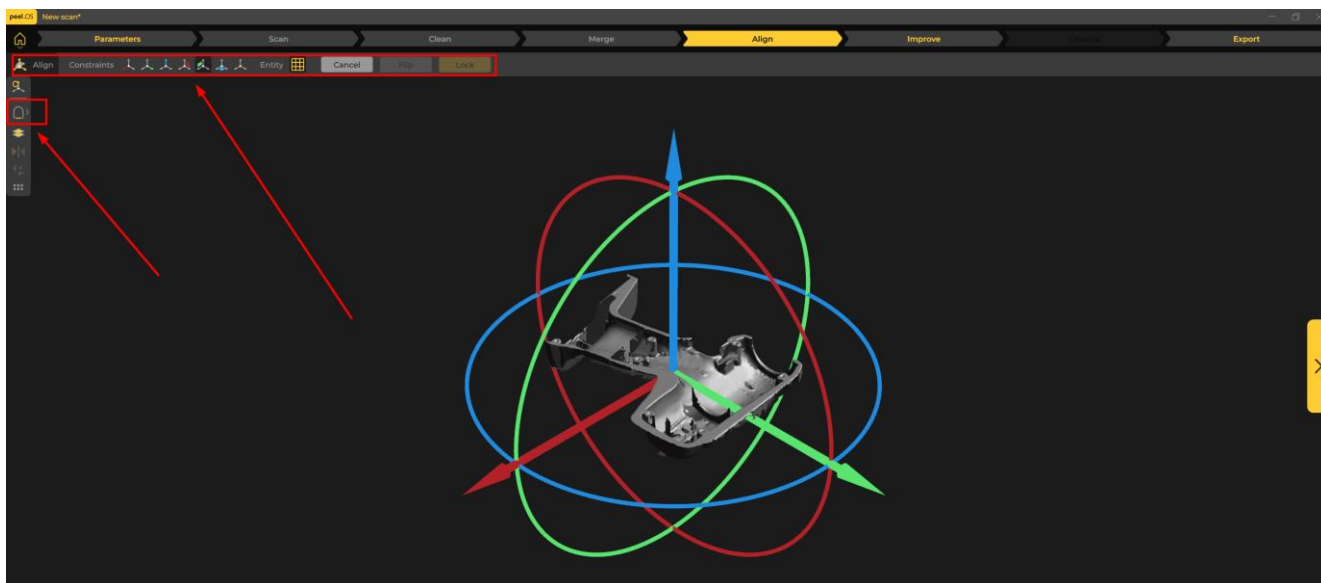 peel.OS New scan*
Parameters Scan Clean Merge Align Improve Export
Align Constraints Entity Cancel Flip Lock